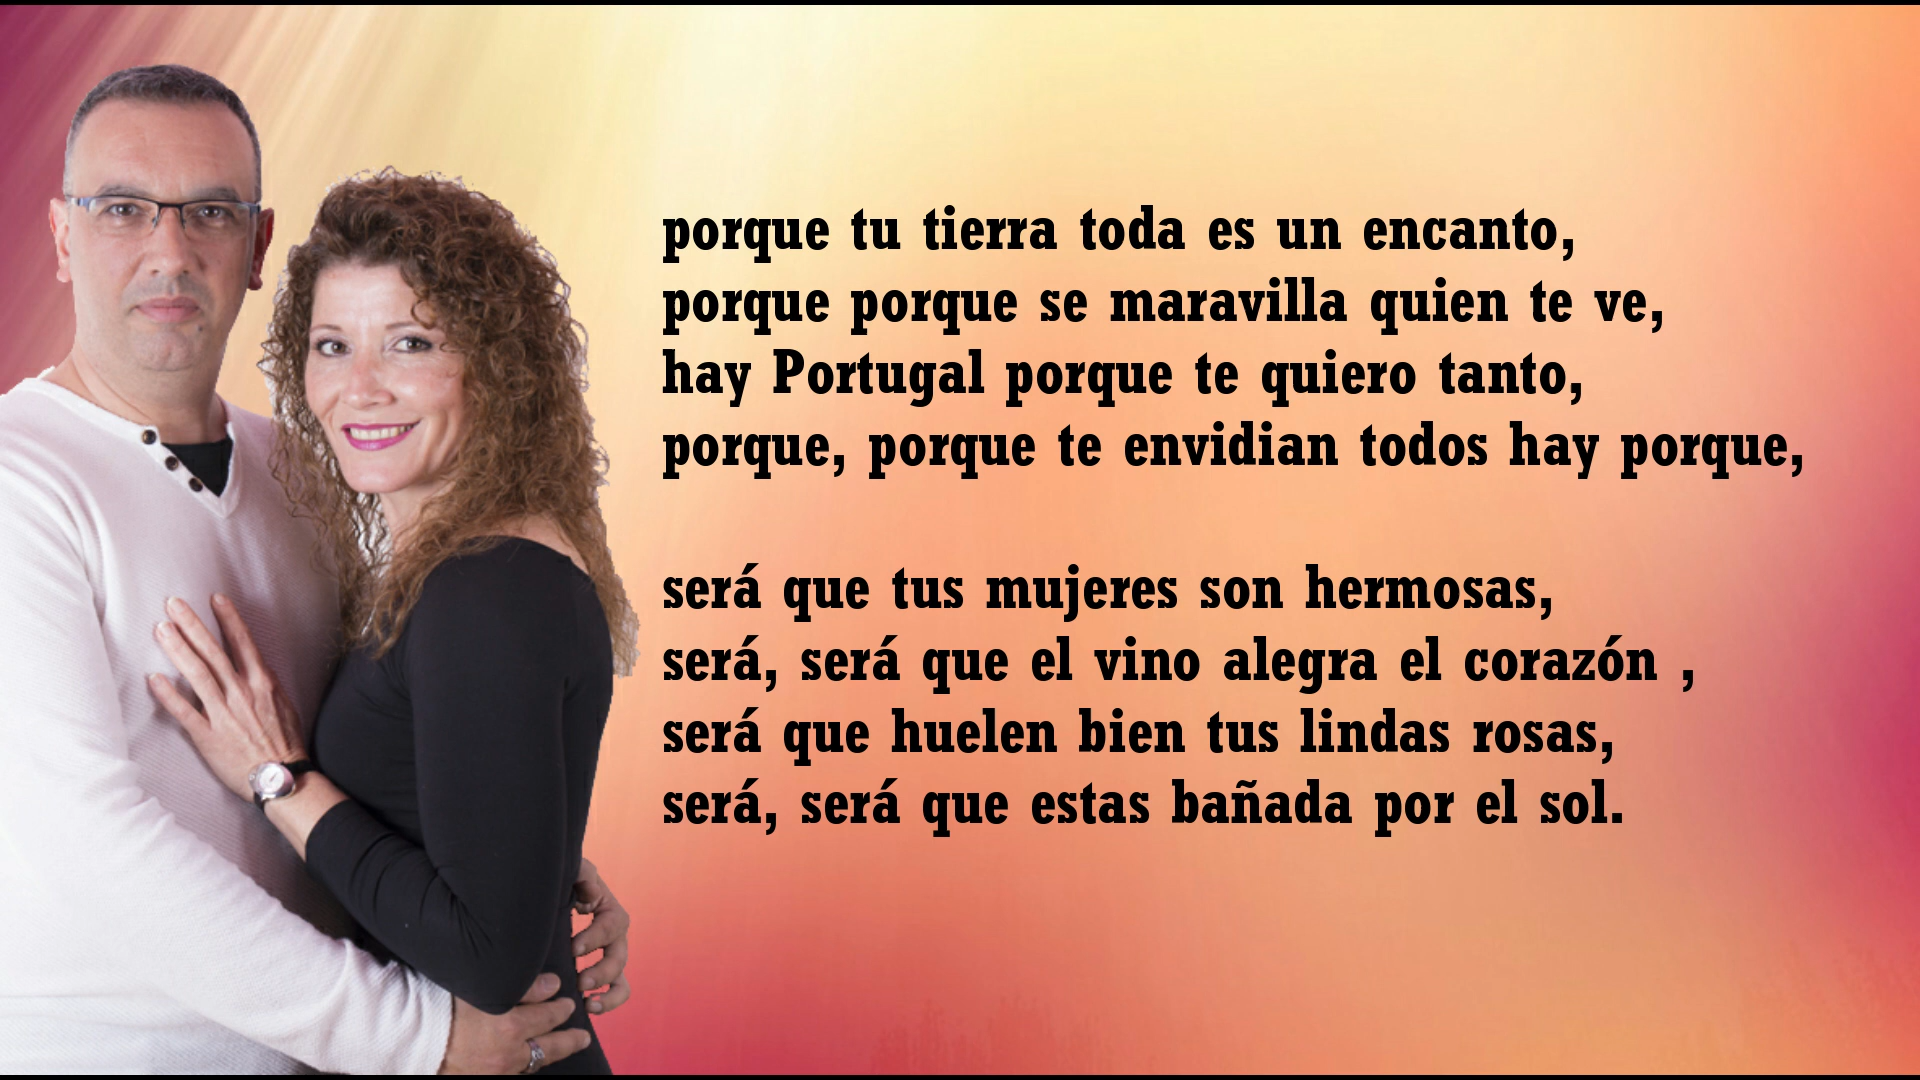 porque tu tierra toda es un encanto,
porque porque se maravilla quien te ve,
hay Portugal porque te quiero tanto,
porque, porque te envidian todos hay porque,
será que tus mujeres son hermosas,
será, será que el vino alegra el corazón ,
será que huelen bien tus lindas rosas,
será, será que estas bañada por el sol.